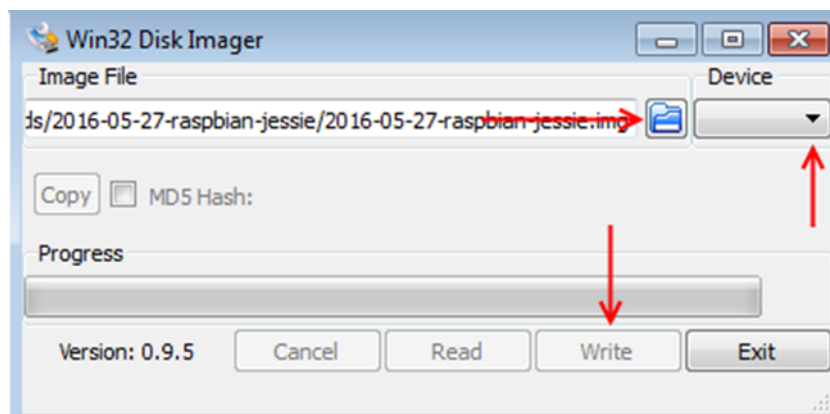 Win32 Disk Imager
Image File
Device
ds/2016-05-27-raspbian-jessie/2016-05-27-raspbian-jessie.img
Copy MD5 Hash:
Progress
Version: 0.9.5 Cancel Read Write Exit